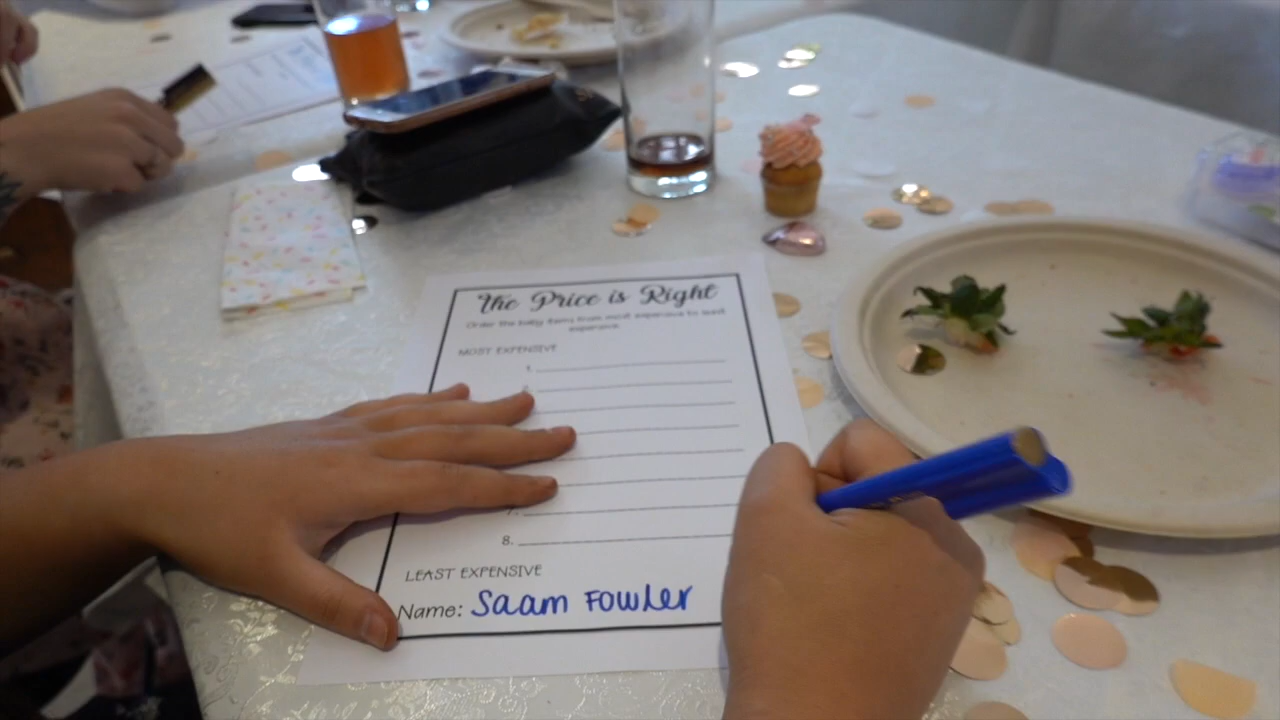 The Price is Right
Order the baby items from most expensive to least
expensive
MOST EXPENSIVE
1.
7.
8.
LEAST EXPENSIVE
Name: Saam Fowler